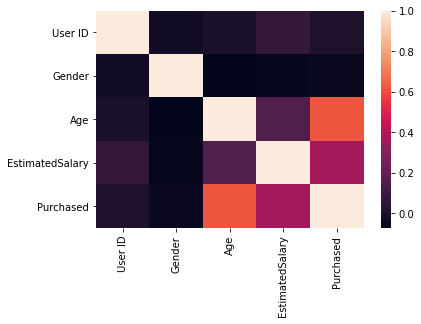 User ID
Gender
Age
EstimatedSalary
Purchased
User ID
Gender
Age
EstimatedSalary
Purchased
1.0
0.8
0.6
0.4
0.2
0.0